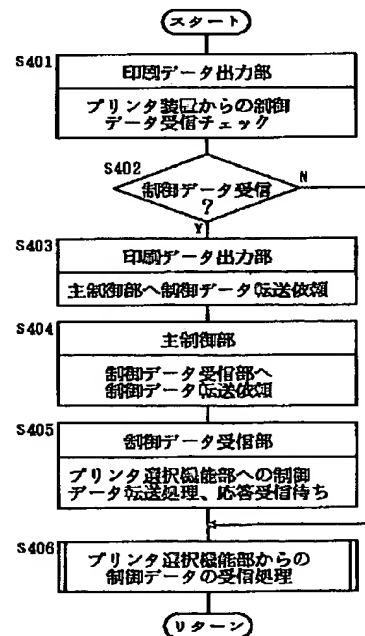 スタート
S401
印刷データ出力部
プリンタ装置からの制御
データ受信チェック
S402
制御データ受信
?
N
Y
S403
印刷データ出力部
主制御部へ制御データ転送依頼
S404
主制御部
制御データ受信部へ
制御データ転送依頼
S405
制御データ受信部
プリンタ選択機能部への制御
データ転送処理、応答受信待ち
S406
プリンタ選択機能部からの
制御データの受信処理
リターン